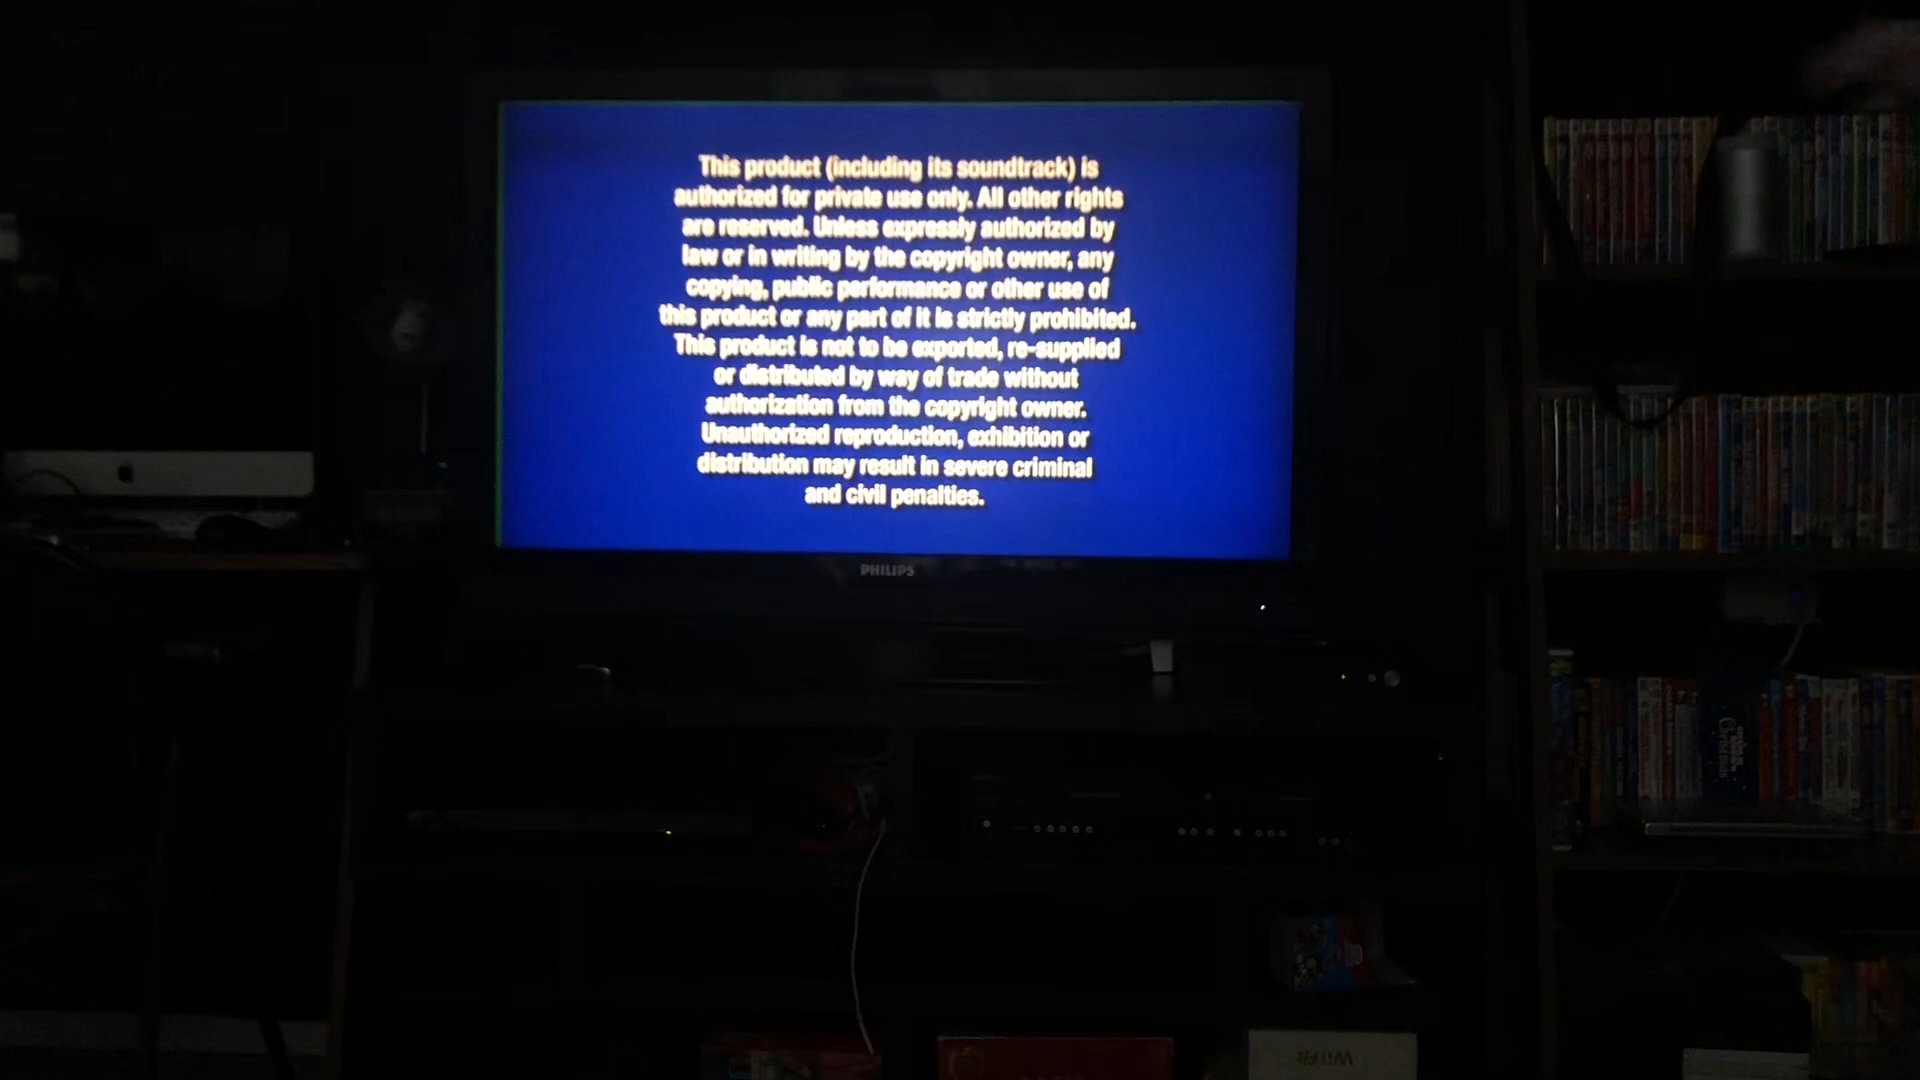 This product (including its soundtrack) is
authorized for private use only. All other rights
are reserved. Unless expressly authorized by
law or in writing by the copyright owner, any
copying, public performance or other use of
this product or any part of it is strictly prohibited.
This product is not to be exported, re-supplied
or distributed by way of trade without
authorization from the copyright owner.
Unauthorized reproduction, exhibition or
distribution may result in severe criminal
and civil penalties.
PHILIPS
Wii Fit